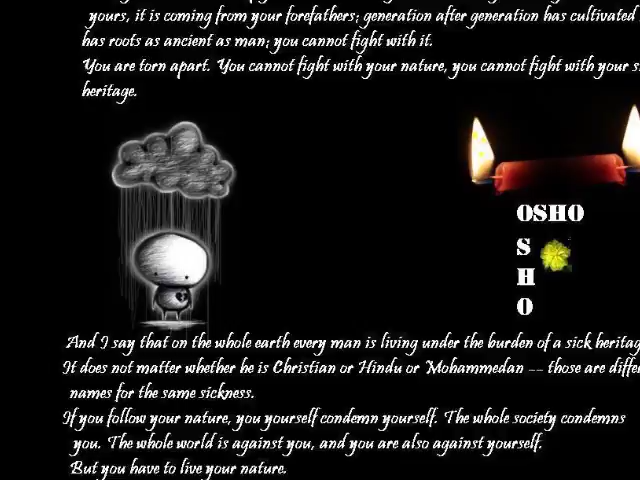 yours, it is coming from your forefathers; generation after generation has cultivated
has roots as ancient as man; you cannot fight with it.
You are torn apart. You cannot fight with your nature, you cannot fight with your
heritage.
OSHO
S
H
O
And I say that on the whole earth every man is living under the burden of a sick
It does not matter whether he is Christian or Hindu or Mohammedan -- those are
names for the same sickness.
If you follow your nature, you yourself condemn yourself. The whole society condemns
you. The whole world is against you, and you are also against yourself.
But you have to live your nature.